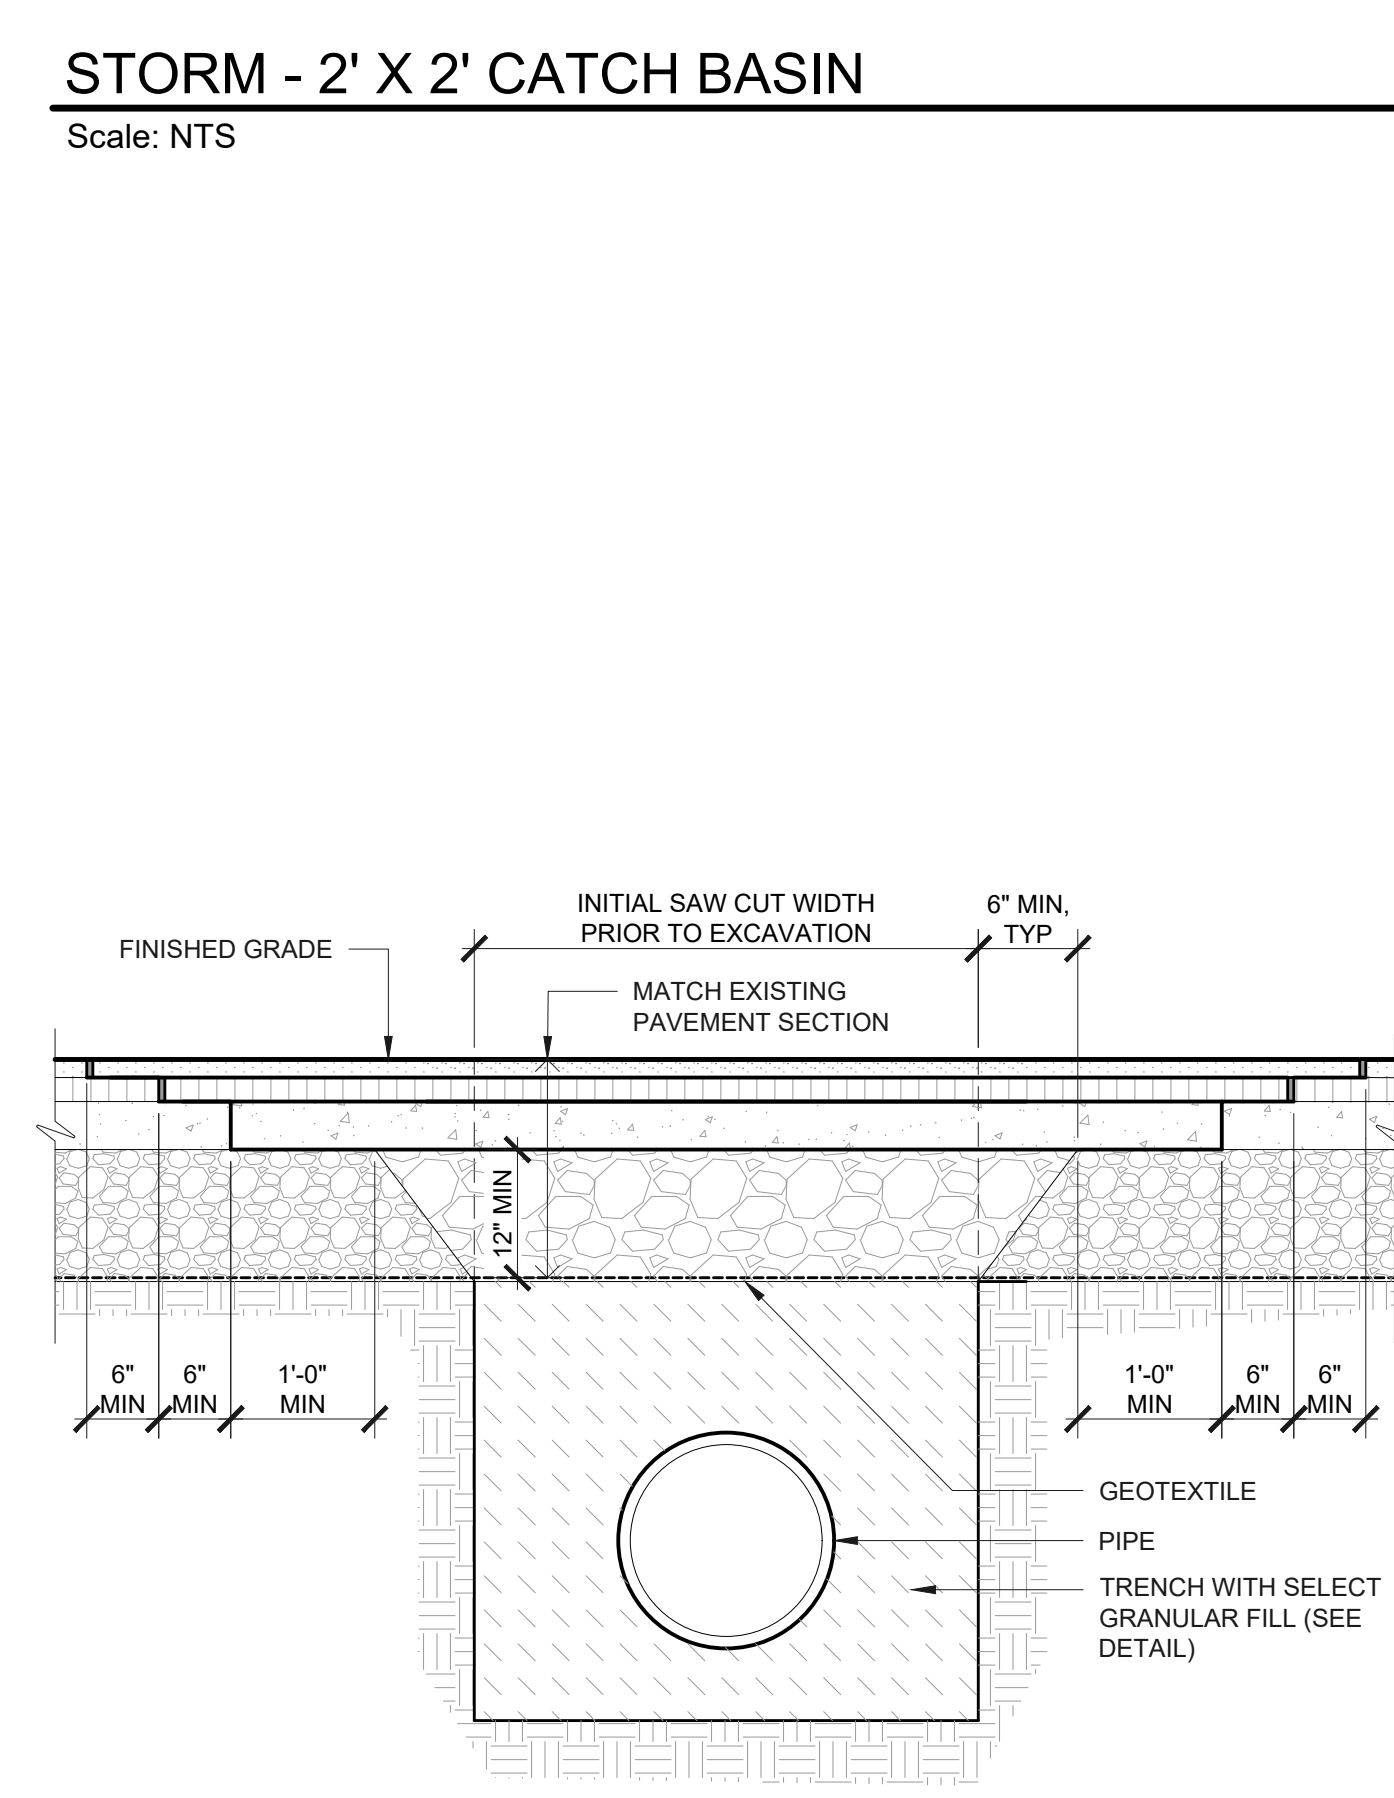 STORM - 2' X 2' CATCH BASIN
Scale: NTS
INITIAL SAW CUT WIDTH
PRIOR TO EXCAVATION
6" MIN,
TYP
FINISHED GRADE
MATCH EXISTING
PAVEMENT SECTION
12" MIN
6"
MIN
6"
MIN
1'-0"
MIN
1'-0"
MIN
6"
MIN
6"
MIN
GEOTEXTILE
PIPE
TRENCH WITH SELECT
GRANULAR FILL (SEE
DETAIL)